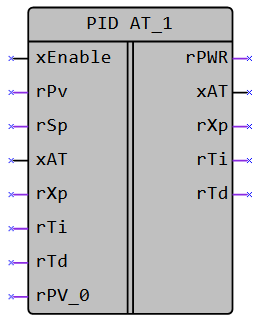 PID AT_1
xEnable rPWR
rPv xAT
rSp rXp
xAT rTi
rXp rTd
rTi
rTd
rPV_0